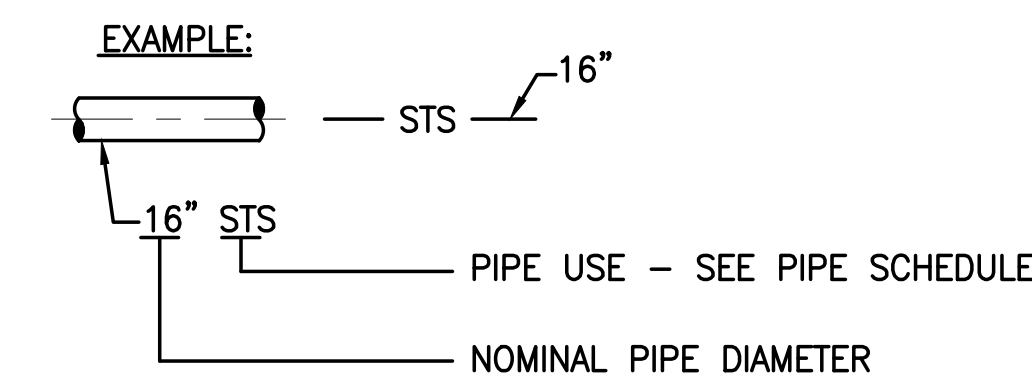 EXAMPLE:
16”
STS
16” STS
PIPE USE – SEE PIPE SCHEDULE
NOMINAL PIPE DIAMETER